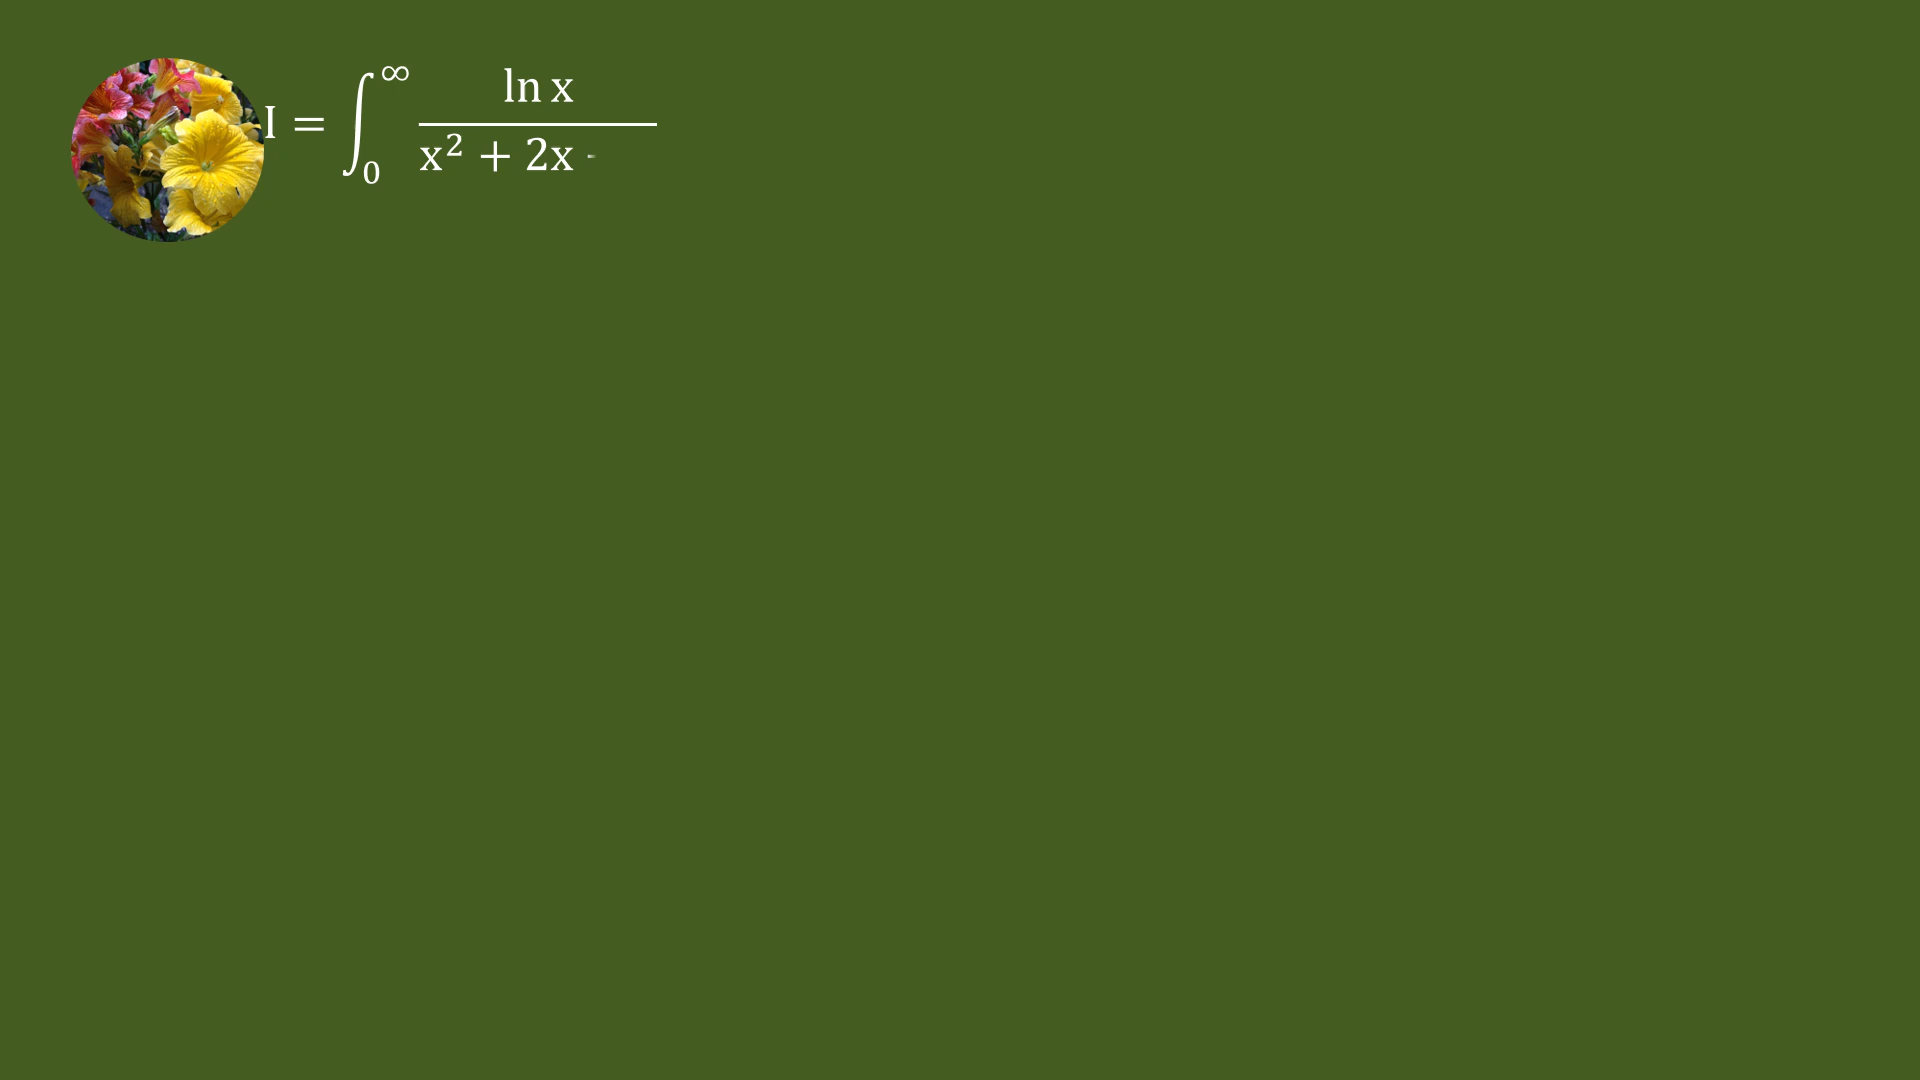 I = ∫₀^∞ ln x / x² + 2x